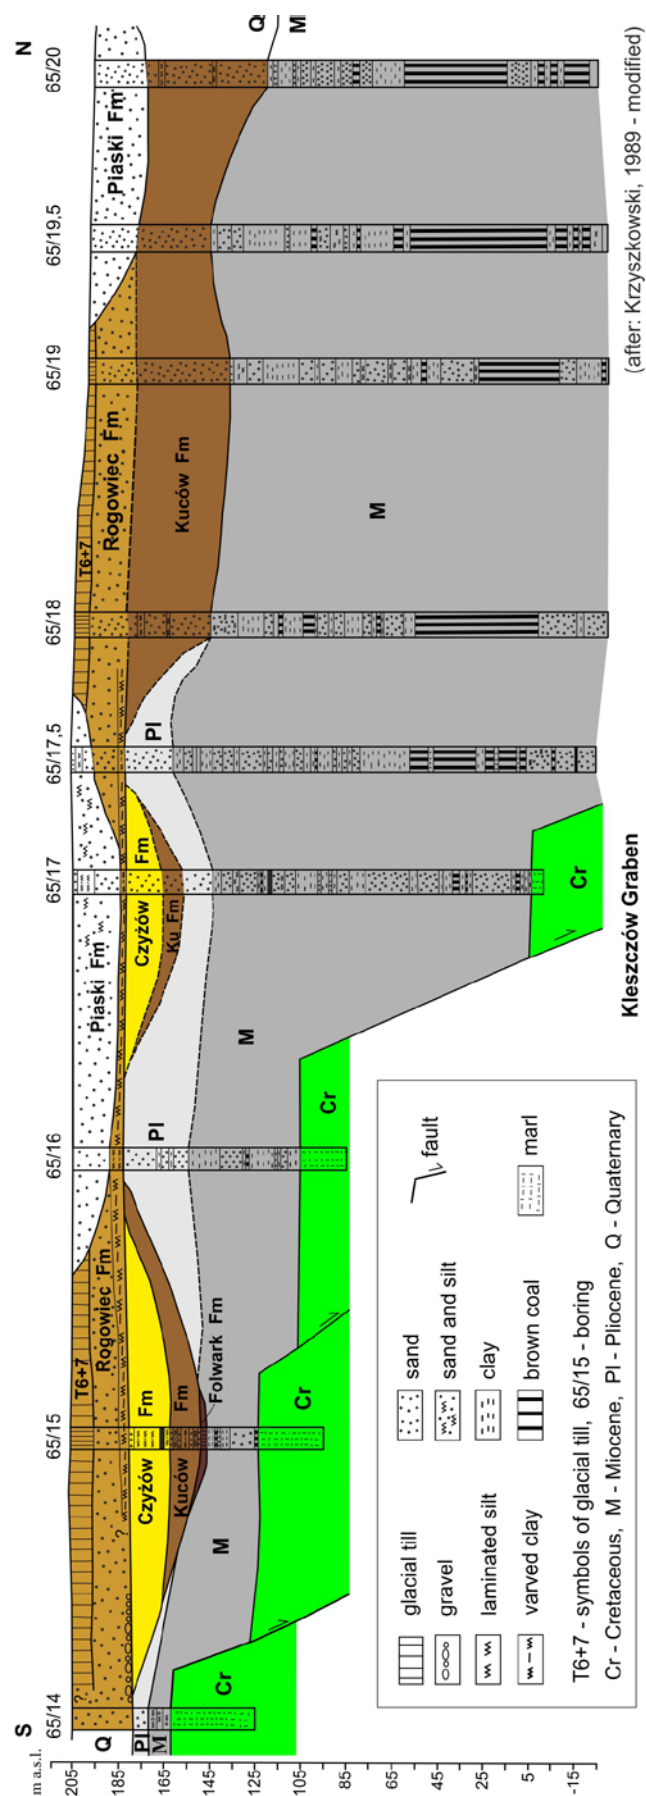 S
N
65/14
65/15
65/16
65/17
65/17,5
65/18
65/19
65/19,5
65/20
m a.s.l.
205
185
165
145
125
105
85
65
45
25
5
-15
Q
Pl
M
?
?
T6+7
Rogowiec Fm
Czyżów Fm
Kuców Fm
Folwark Fm
M
Cr
Cr
Pl
Piaski Fm
Czyżów Fm
Ku Fm
M
Cr
Cr
Pl
T6+7
Rogowiec Fm
Kuców Fm
M
Piaski Fm
Q
M
Kleszczów Graben
(after: Krzyszkowski, 1989 - modified)
glacial till
sand
fault
gravel
sand and silt
laminated silt
clay
varved clay
brown coal
marl
T6+7 - symbols of glacial till, 65/15 - boring
Cr - Cretaceous, M - Miocene, Pl - Pliocene, Q - Quaternary